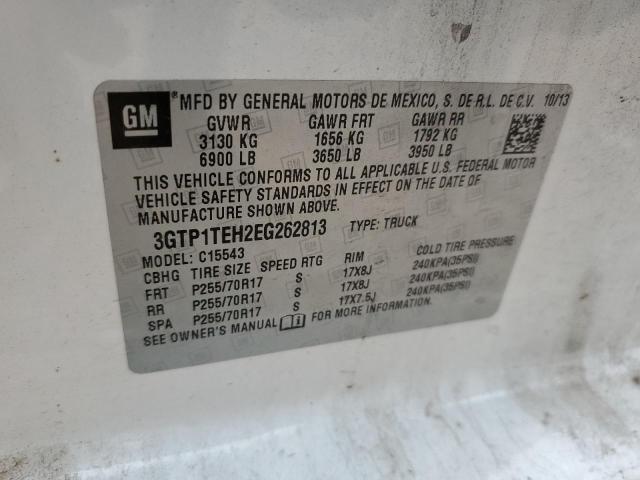 GM ® MFD BY GENERAL MOTORS DE MEXICO, S. DE R.L. DE C.V. 10/13
GVWR GAWR FRT GAWR RR
3130 KG 1656 KG 1792 KG
6900 LB 3650 LB 3950 LB
THIS VEHICLE CONFORMS TO ALL APPLICABLE U.S. FEDERAL MOTOR
VEHICLE SAFETY STANDARDS IN EFFECT ON THE DATE OF
MANUFACTURE SHOWN ABOVE.
3GTP1TEH2EG262813 TYPE: TRUCK
MODEL: C15543
CBHG TIRE SIZE SPEED RTG RIM COLD TIRE PRESSURE
FRT P255/70R17 S 17X8J 240KPA(35PSI)
RR P255/70R17 S 17X8J 240KPA(35PSI)
SPA P255/70R17 S 17X7.5J 240KPA(35PSI)
SEE OWNER'S MANUAL FOR MORE INFORMATION.